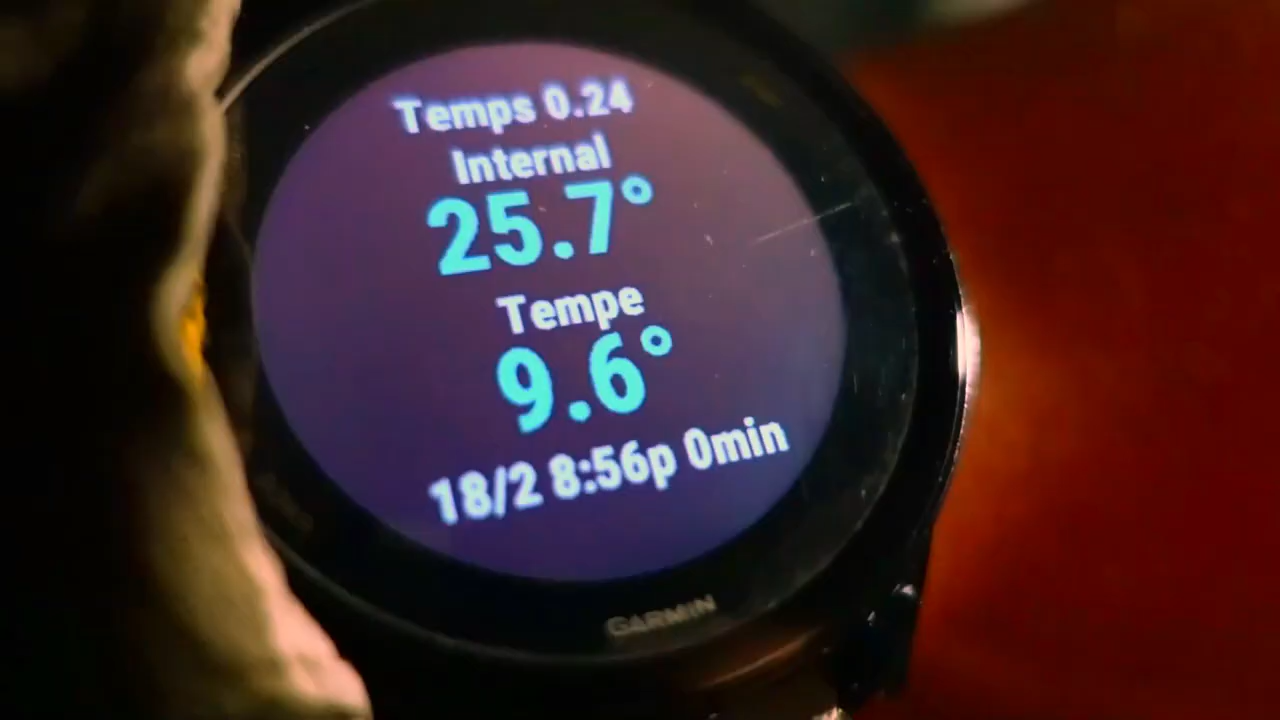 Temps 0.24
Internal
25.7°
Tempe
9.6°
18/2 8:56p 0min
GARMIN